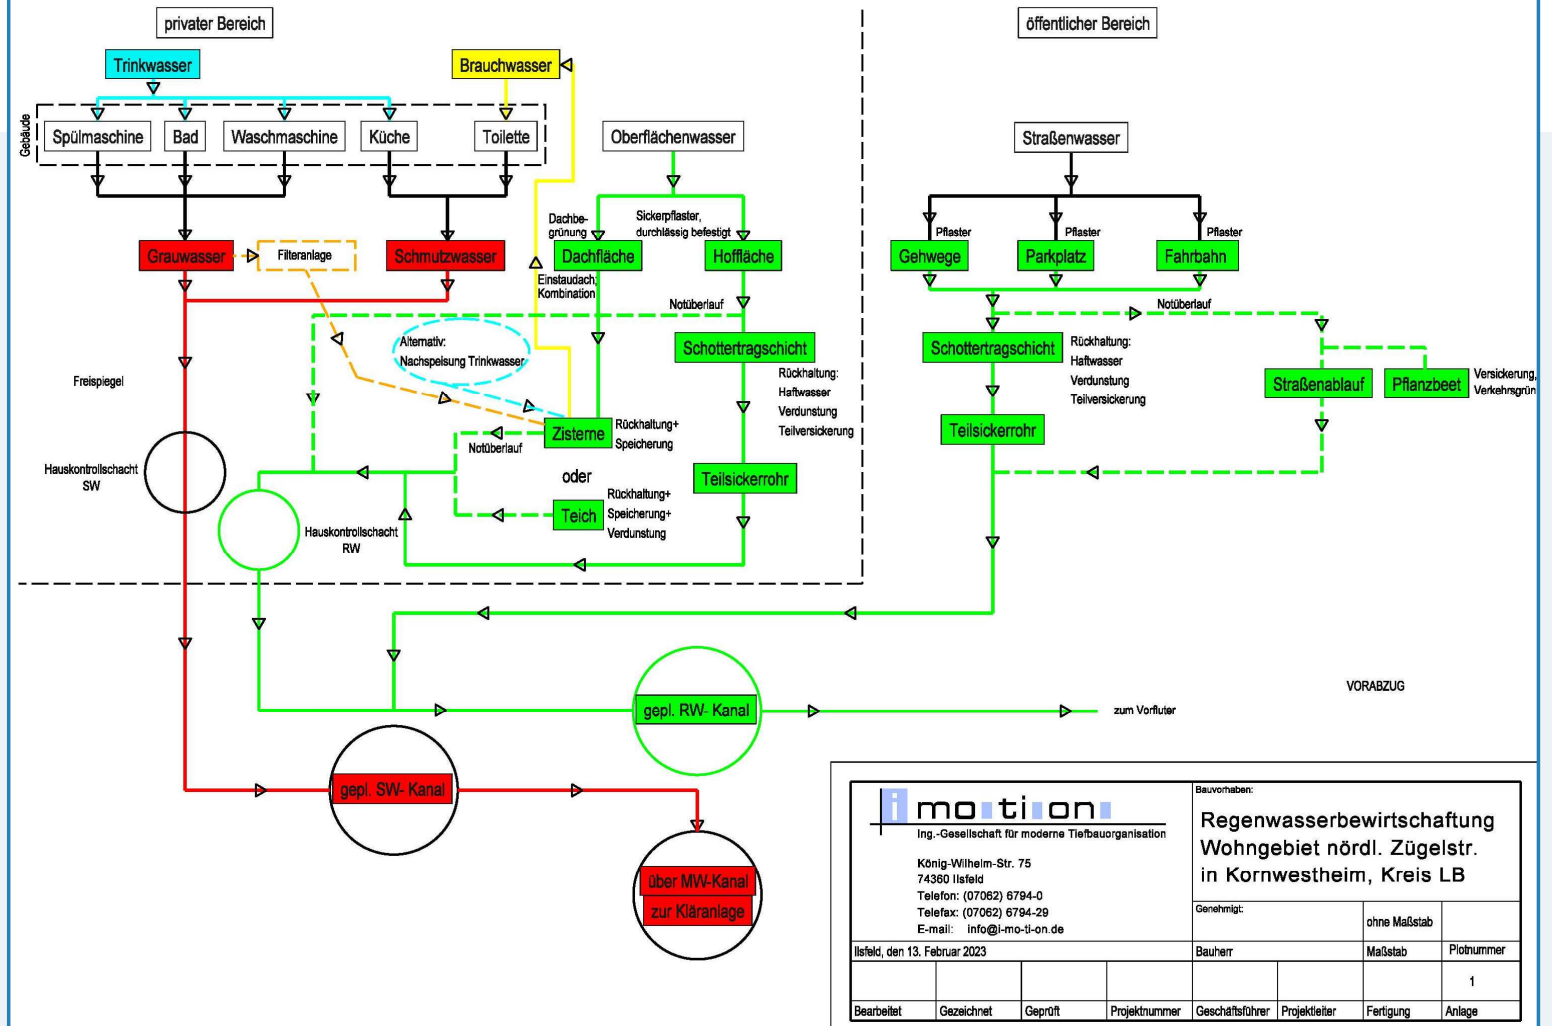 privater Bereich
öffentlicher Bereich
Trinkwasser
Brauchwasser
Gebäude
Spülmaschine
Bad
Waschmaschine
Küche
Toilette
Oberflächenwasser
Straßenwasser
Dachbe-
grünung
Sickerpflaster,
durchlässig befestigt
Pflaster
Pflaster
Pflaster
Grauwasser
Filteranlage
Schmutzwasser
Dachfläche
Hoffläche
Gehwege
Parkplatz
Fahrbahn
Einstaudach;
Kombination
Notüberlauf
Notüberlauf
Alternativ:
Nachspeisung Trinkwasser
Schottertragschicht
Rückhaltung:
Haftwasser
Verdunstung
Teilversickerung
Schottertragschicht
Rückhaltung:
Haftwasser
Verdunstung
Teilversickerung
Straßenablauf
Pflanzbeet
Versickerung,
Verkehrsgrün
Freispiegel
Zisterne
Rückhaltung+
Speicherung
Notüberlauf
Teilsickerrohr
Hauskontrollschacht
SW
oder
Teilsickerrohr
Teich
Rückhaltung+
Speicherung+
Verdunstung
Hauskontrollschacht
RW
gepl. RW- Kanal
zum Vorfluter
VORABZUG
gepl. SW- Kanal
über MW-Kanal
zur Kläranlage
i mo ti on
Ing.-Gesellschaft für moderne Tiefbauorganisation
König-Wilhelm-Str. 75
74360 Ilsfeld
Telefon: (07062) 6794-0
Telefax: (07062) 6794-29
E-mail: info@i-mo-ti-on.de
Bauvorhaben:
Regenwasserbewirtschaftung
Wohngebiet nördl. Zügelstr.
in Kornwestheim, Kreis LB
Genehmigt:
ohne Maßstab
Ilsfeld, den 13. Februar 2023
Bauherr
Maßstab
Plotnummer
1
Bearbeitet
Gezeichnet
Geprüft
Projektnummer
Geschäftsführer
Projektleiter
Fertigung
Anlage